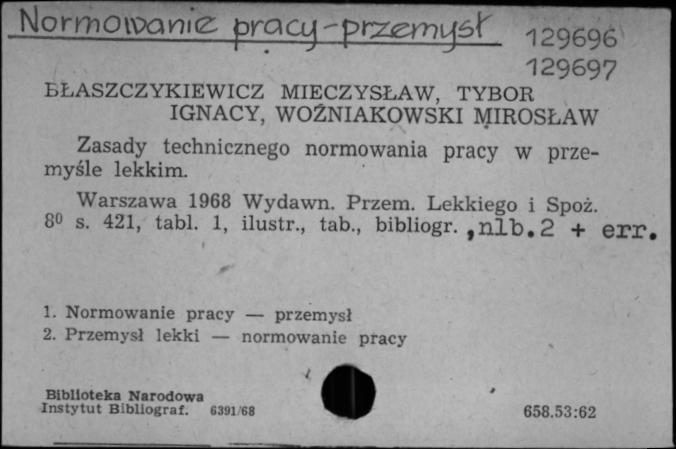 Normowanie pracy - przemysł
129696
129697
BŁASZCZYKIEWICZ MIECZYSŁAW, TYBOR
IGNACY, WOŹNIAKOWSKI MIROSŁAW
Zasady technicznego normowania pracy w prze-
myśle lekkim.
Warszawa 1968 Wydawn. Przem. Lekkiego i Spoż.
8⁰ s. 421, tabl. 1, ilustr., tab., bibliogr. ,nlb.2 + err.
1. Normowanie pracy — przemysł
2. Przemysł lekki — normowanie pracy
Biblioteka Narodowa
Instytut Bibliograf. 6391/68
658.53:62